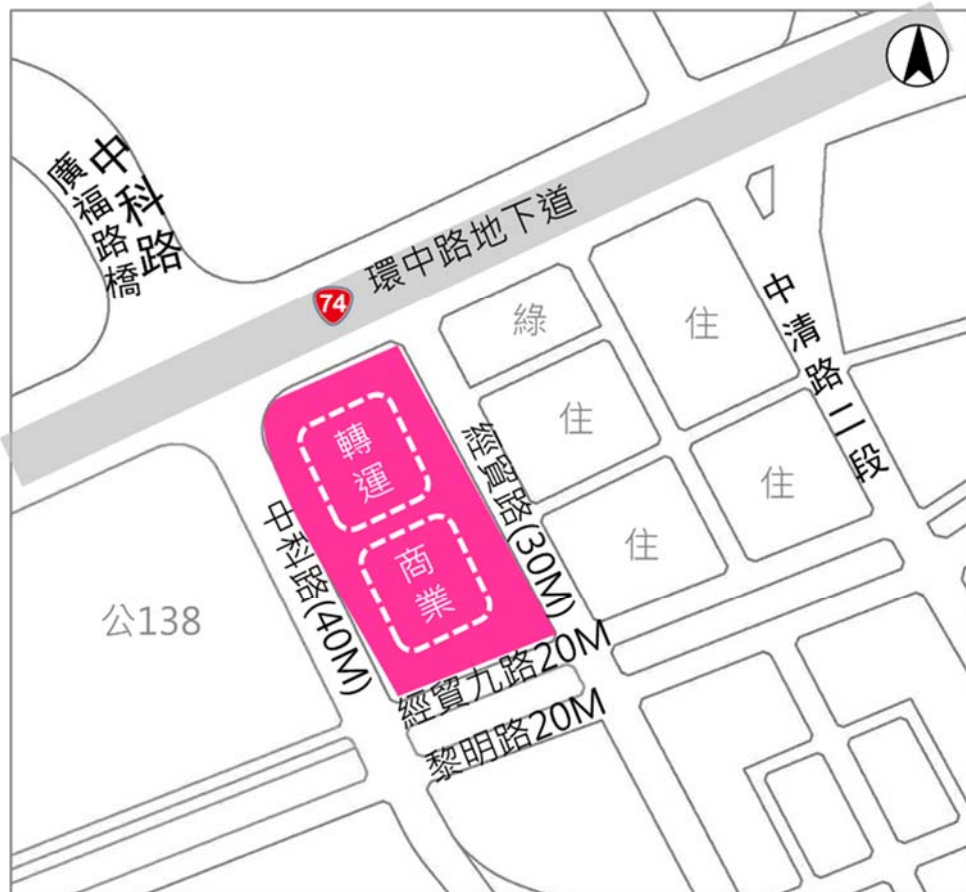 中科路
廣福路橋
環中路地下道
74
綠
住
中清路二段
住
轉運
經貿路(30M)
住
住
中科路(40M)
商業
公138
經貿九路20M
黎明路20M